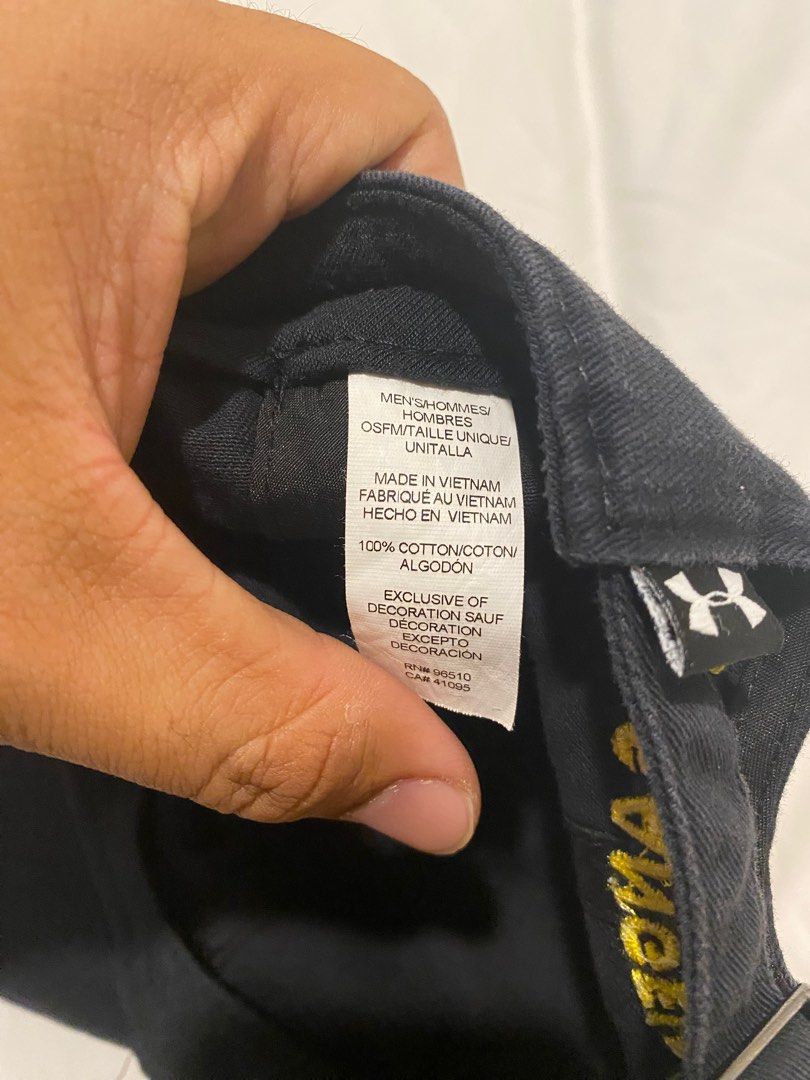 MEN'S/HOMMES/
HOMBRES
OSFM/TAILLE UNIQUE/
UNITALLA
MADE IN VIETNAM
FABRIQUÉ AU VIETNAM
HECHO EN VIETNAM
100% COTTON/COTON/
ALGODÓN
EXCLUSIVE OF
DECORATION SAUF
DÉCORATION
EXCEPTO
DECORACIÓN
RN# 96510
CA# 41095